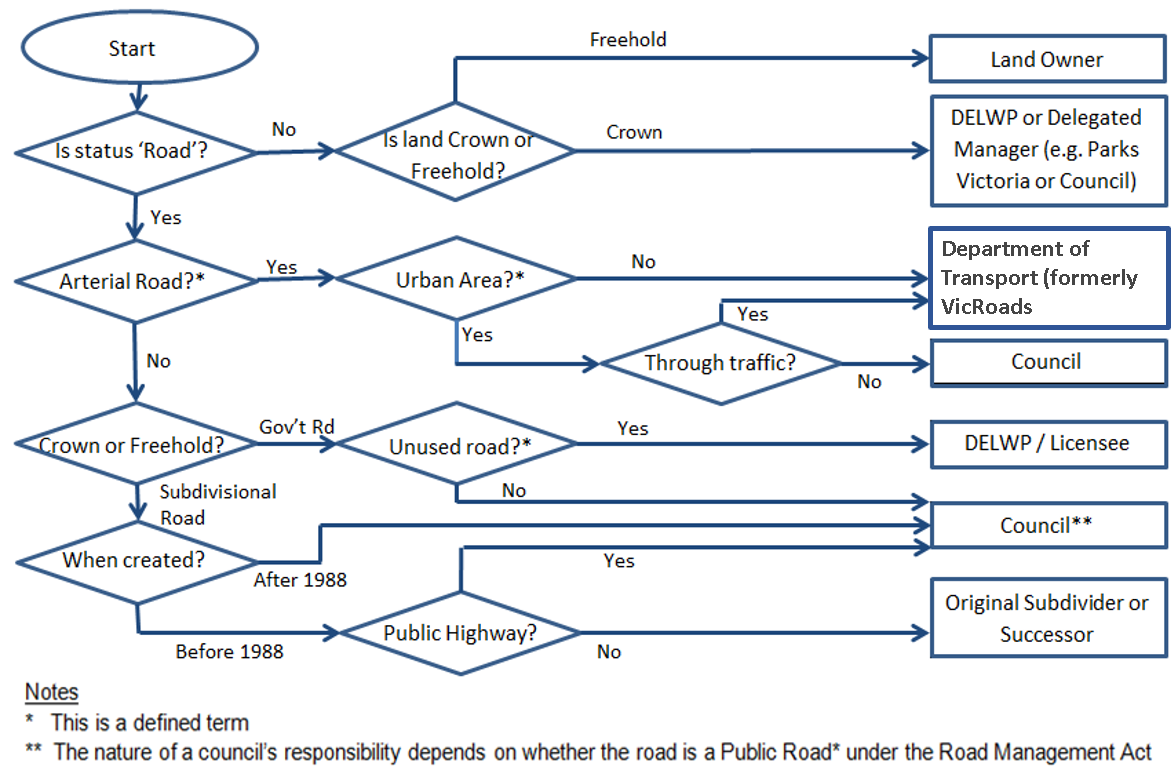 Start
Freehold
Land Owner
Is status ‘Road’?
No
Is land Crown or
Freehold?
Crown
DELWP or Delegated
Manager (e.g. Parks
Victoria or Council)
Yes
Arterial Road?*
Yes
Urban Area?*
No
Department of
Transport (formerly
VicRoads
Yes
Yes
Through traffic?
No
Council
No
Crown or Freehold?
Gov’t Rd
Unused road?*
Yes
DELWP / Licensee
No
Subdivisional
Road
Council**
When created?
After 1988
Yes
Before 1988
Public Highway?
No
Original Subdivider or
Successor
Notes
* This is a defined term
** The nature of a council’s responsibility depends on whether the road is a Public Road* under the Road Management Act